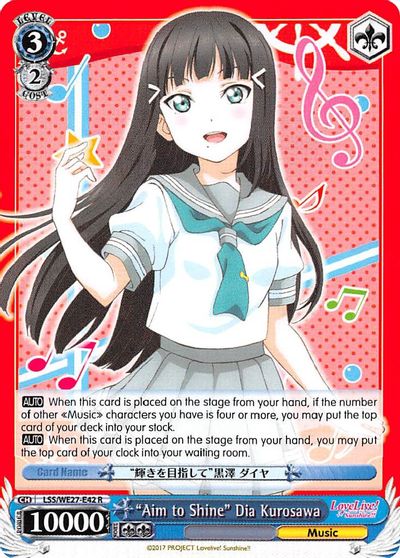 LEVEL
3
2
COST
AUTO When this card is placed on the stage from your hand, if the number
of other «Music» characters you have is four or more, you may put the top
card of your deck into your stock.
AUTO When this card is placed on the stage from your hand, you may put the
top card of your clock into your waiting room.
Card Name
“輝きを目指して”黒澤 ダイヤ
LSS/WE27-E42 R
POWER
10000
“Aim to Shine” Dia Kurosawa
LoveLive!
Sunshine!!
Music
©2017 PROJECT Lovelive! Sunshine!!